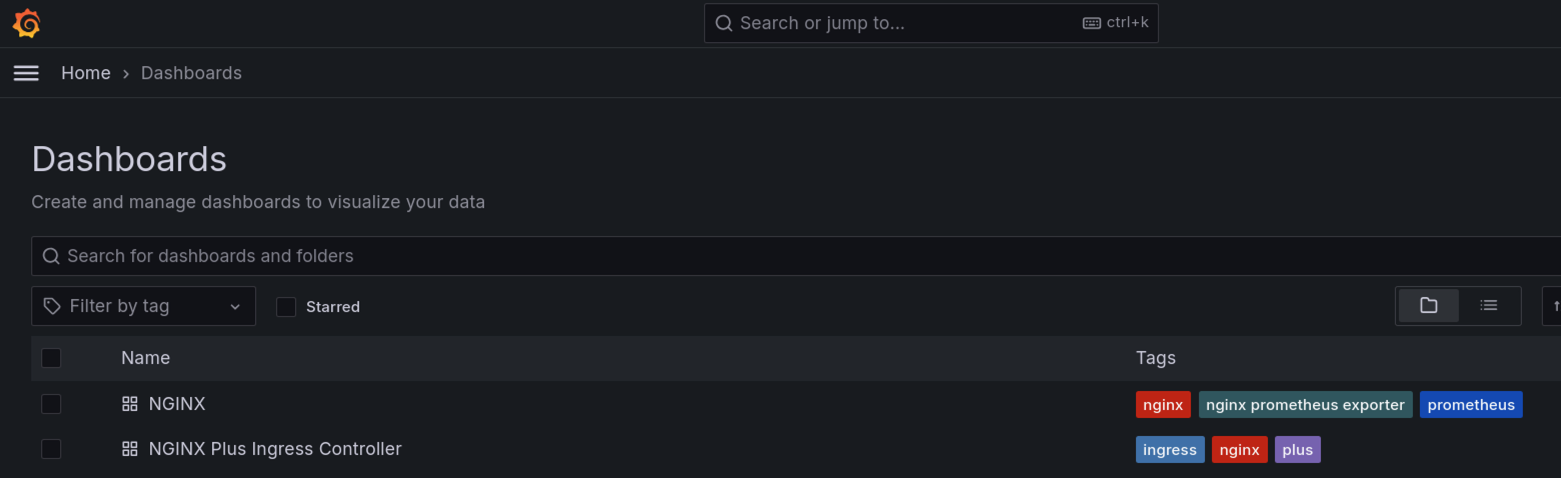 Search or jump to... ctrl+k
Home > Dashboards
Dashboards
Create and manage dashboards to visualize your data
Search for dashboards and folders
Filter by tag Starred
Name Tags
NGINX nginx nginx prometheus exporter prometheus
NGINX Plus Ingress Controller ingress nginx plus